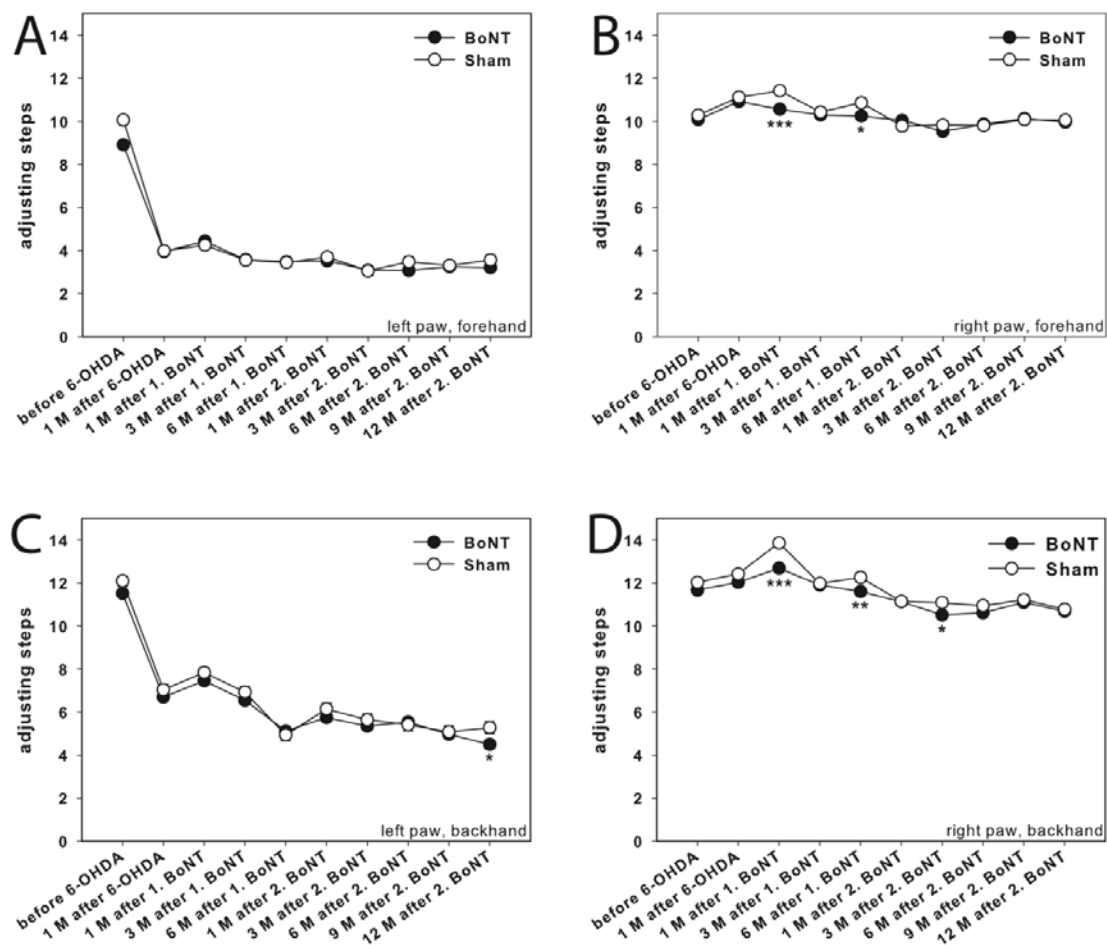 A
adjusting steps
14
12
10
8
6
4
2
0
BoNT
Sham
left paw, forehand
before 6-OHDA
1 M after 6-OHDA
1 M after 1. BoNT
3 M after 1. BoNT
6 M after 1. BoNT
1 M after 2. BoNT
3 M after 2. BoNT
6 M after 2. BoNT
9 M after 2. BoNT
12 M after 2. BoNT
B
adjusting steps
14
12
10
8
6
4
2
0
BoNT
Sham
***
*
right paw, forehand
before 6-OHDA
1 M after 6-OHDA
1 M after 1. BoNT
3 M after 1. BoNT
6 M after 1. BoNT
1 M after 2. BoNT
3 M after 2. BoNT
6 M after 2. BoNT
9 M after 2. BoNT
12 M after 2. BoNT
C
adjusting steps
14
12
10
8
6
4
2
0
BoNT
Sham
*
left paw, backhand
before 6-OHDA
1 M after 6-OHDA
1 M after 1. BoNT
3 M after 1. BoNT
6 M after 1. BoNT
1 M after 2. BoNT
3 M after 2. BoNT
6 M after 2. BoNT
9 M after 2. BoNT
12 M after 2. BoNT
D
adjusting steps
14
12
10
8
6
4
2
0
BoNT
Sham
***
**
*
right paw, backhand
before 6-OHDA
1 M after 6-OHDA
1 M after 1. BoNT
3 M after 1. BoNT
6 M after 1. BoNT
1 M after 2. BoNT
3 M after 2. BoNT
6 M after 2. BoNT
9 M after 2. BoNT
12 M after 2. BoNT